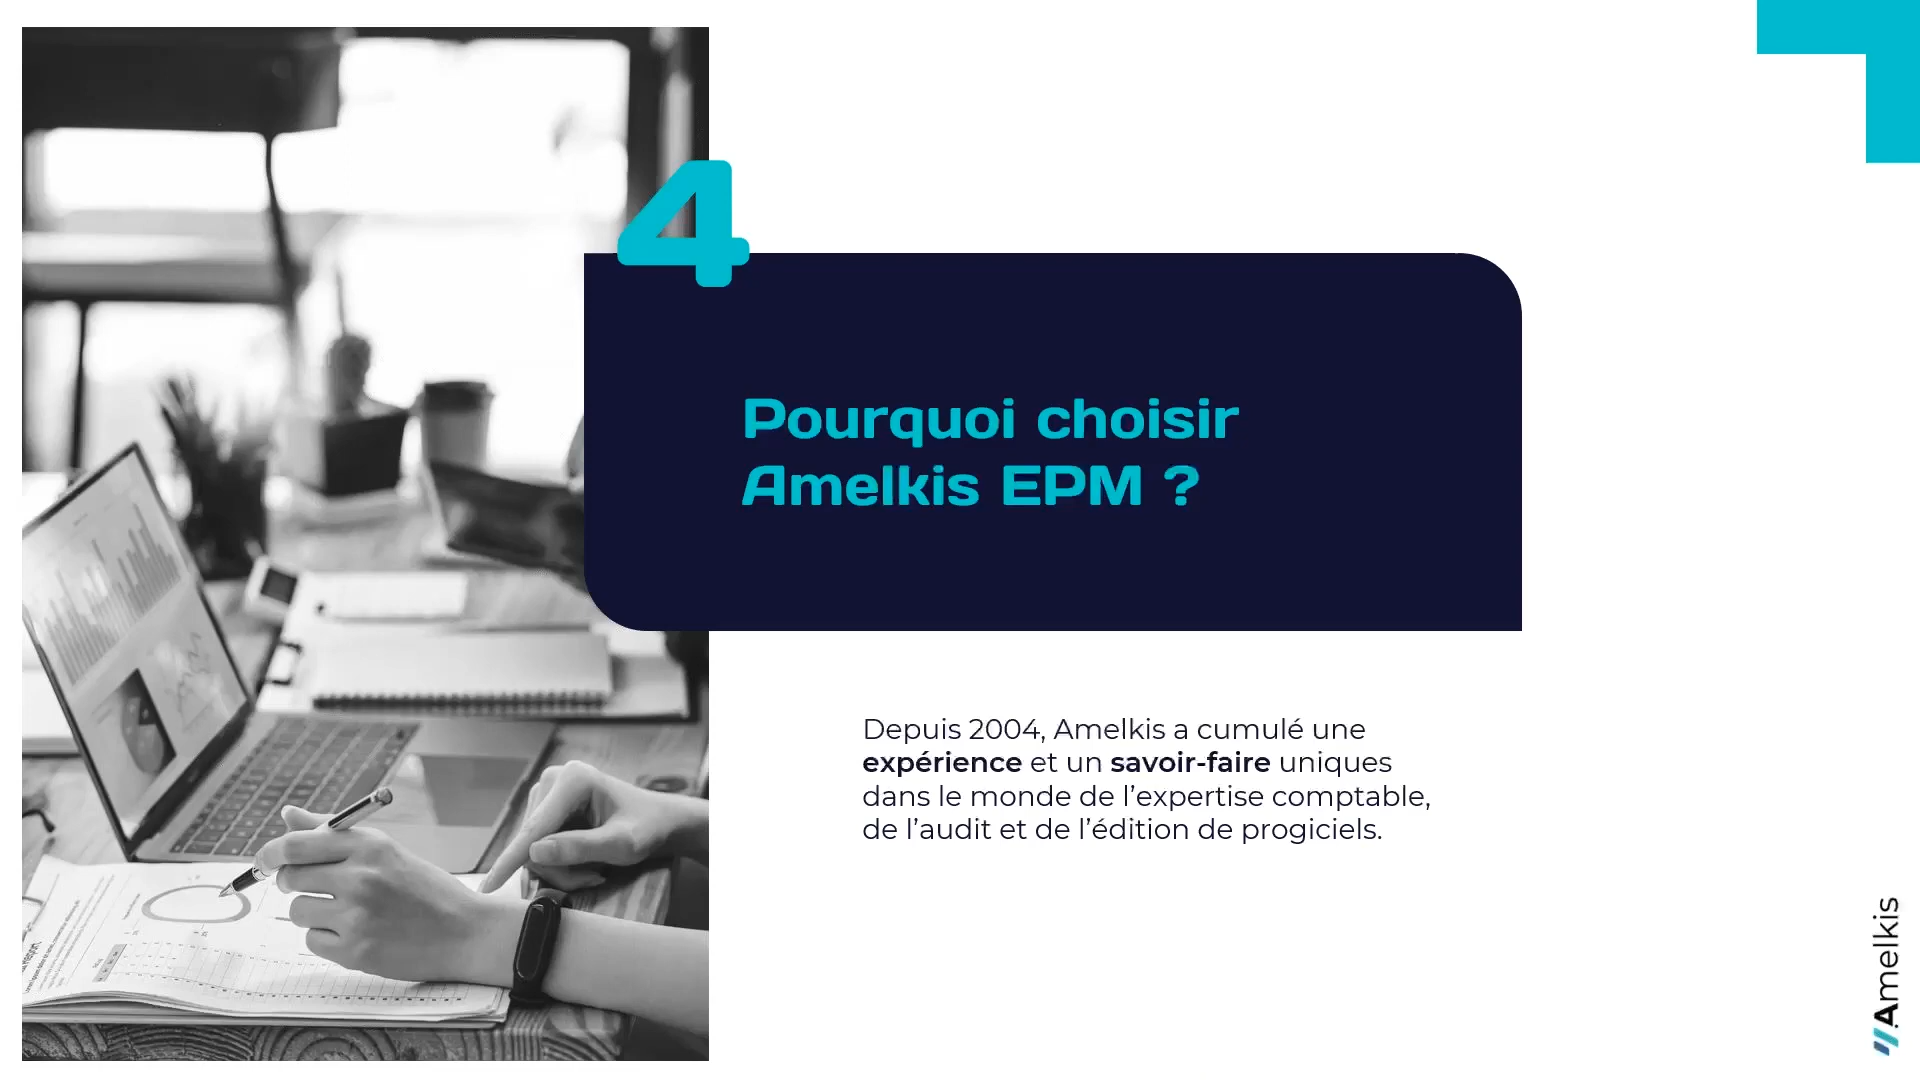 4
Pourquoi choisir
Amelkis EPM ?
Depuis 2004, Amelkis a cumulé une
expérience et un savoir-faire uniques
dans le monde de l’expertise comptable,
de l’audit et de l’édition de progiciels.
Amelkis